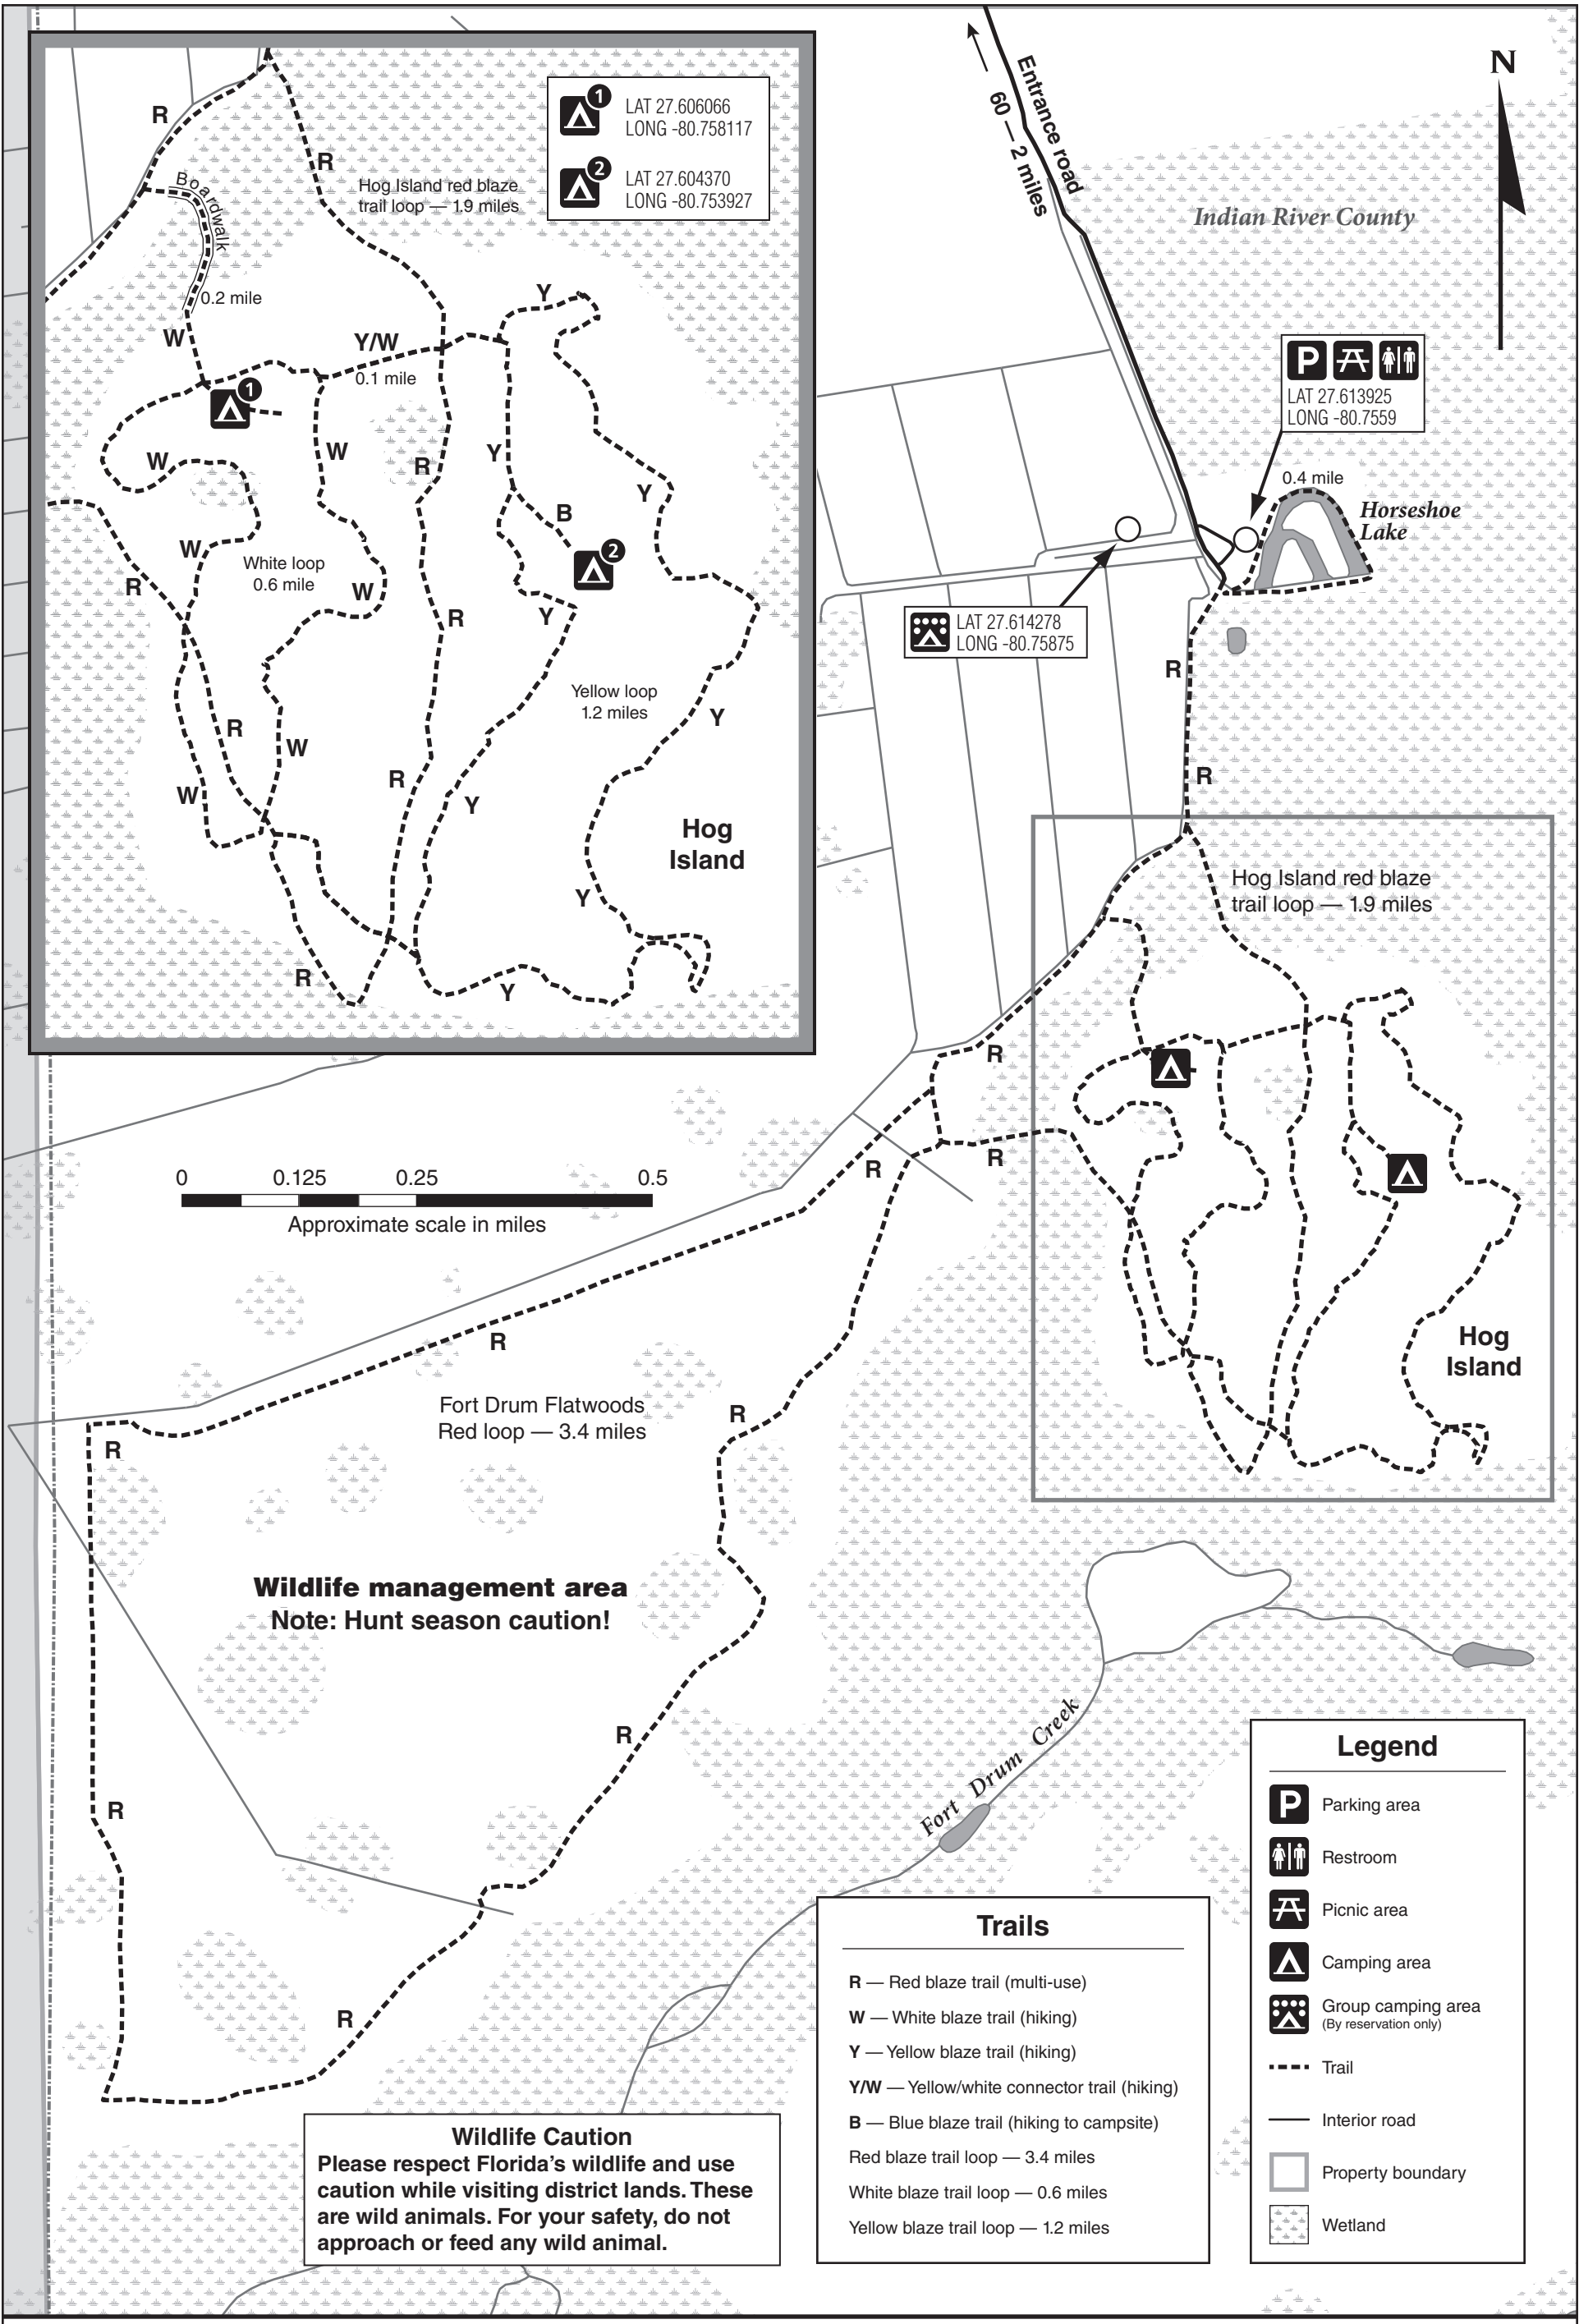 R
R
Boardwalk
Hog Island red blaze
trail loop — 1.9 miles
1
LAT 27.606066
LONG -80.758117
2
LAT 27.604370
LONG -80.753927
0.2 mile
W
Y
Y/W
0.1 mile
1
W
W
R
Y
Y
B
2
W
White loop
0.6 mile
R
W
R
Y
Yellow loop
1.2 miles
Y
R
W
R
W
Y
Hog
Island
Y
R
Y
Entrance road
60 — 2 miles
N
Indian River County
P
LAT 27.613925
LONG -80.7559
0.4 mile
Horseshoe
Lake
LAT 27.614278
LONG -80.75875
R
R
Hog Island red blaze
trail loop — 1.9 miles
R
R
R
0 0.125 0.25 0.5
Approximate scale in miles
R
Fort Drum Flatwoods
Red loop — 3.4 miles
R
R
Hog
Island
Wildlife management area
Note: Hunt season caution!
R
R
R
Fort Drum Creek
Wildlife Caution
Please respect Florida's wildlife and use
caution while visiting district lands. These
are wild animals. For your safety, do not
approach or feed any wild animal.
Trails
R — Red blaze trail (multi-use)
W — White blaze trail (hiking)
Y — Yellow blaze trail (hiking)
Y/W — Yellow/white connector trail (hiking)
B — Blue blaze trail (hiking to campsite)
Red blaze trail loop — 3.4 miles
White blaze trail loop — 0.6 miles
Yellow blaze trail loop — 1.2 miles
Legend
P Parking area
Restroom
Picnic area
Camping area
Group camping area
(By reservation only)
Trail
Interior road
Property boundary
Wetland